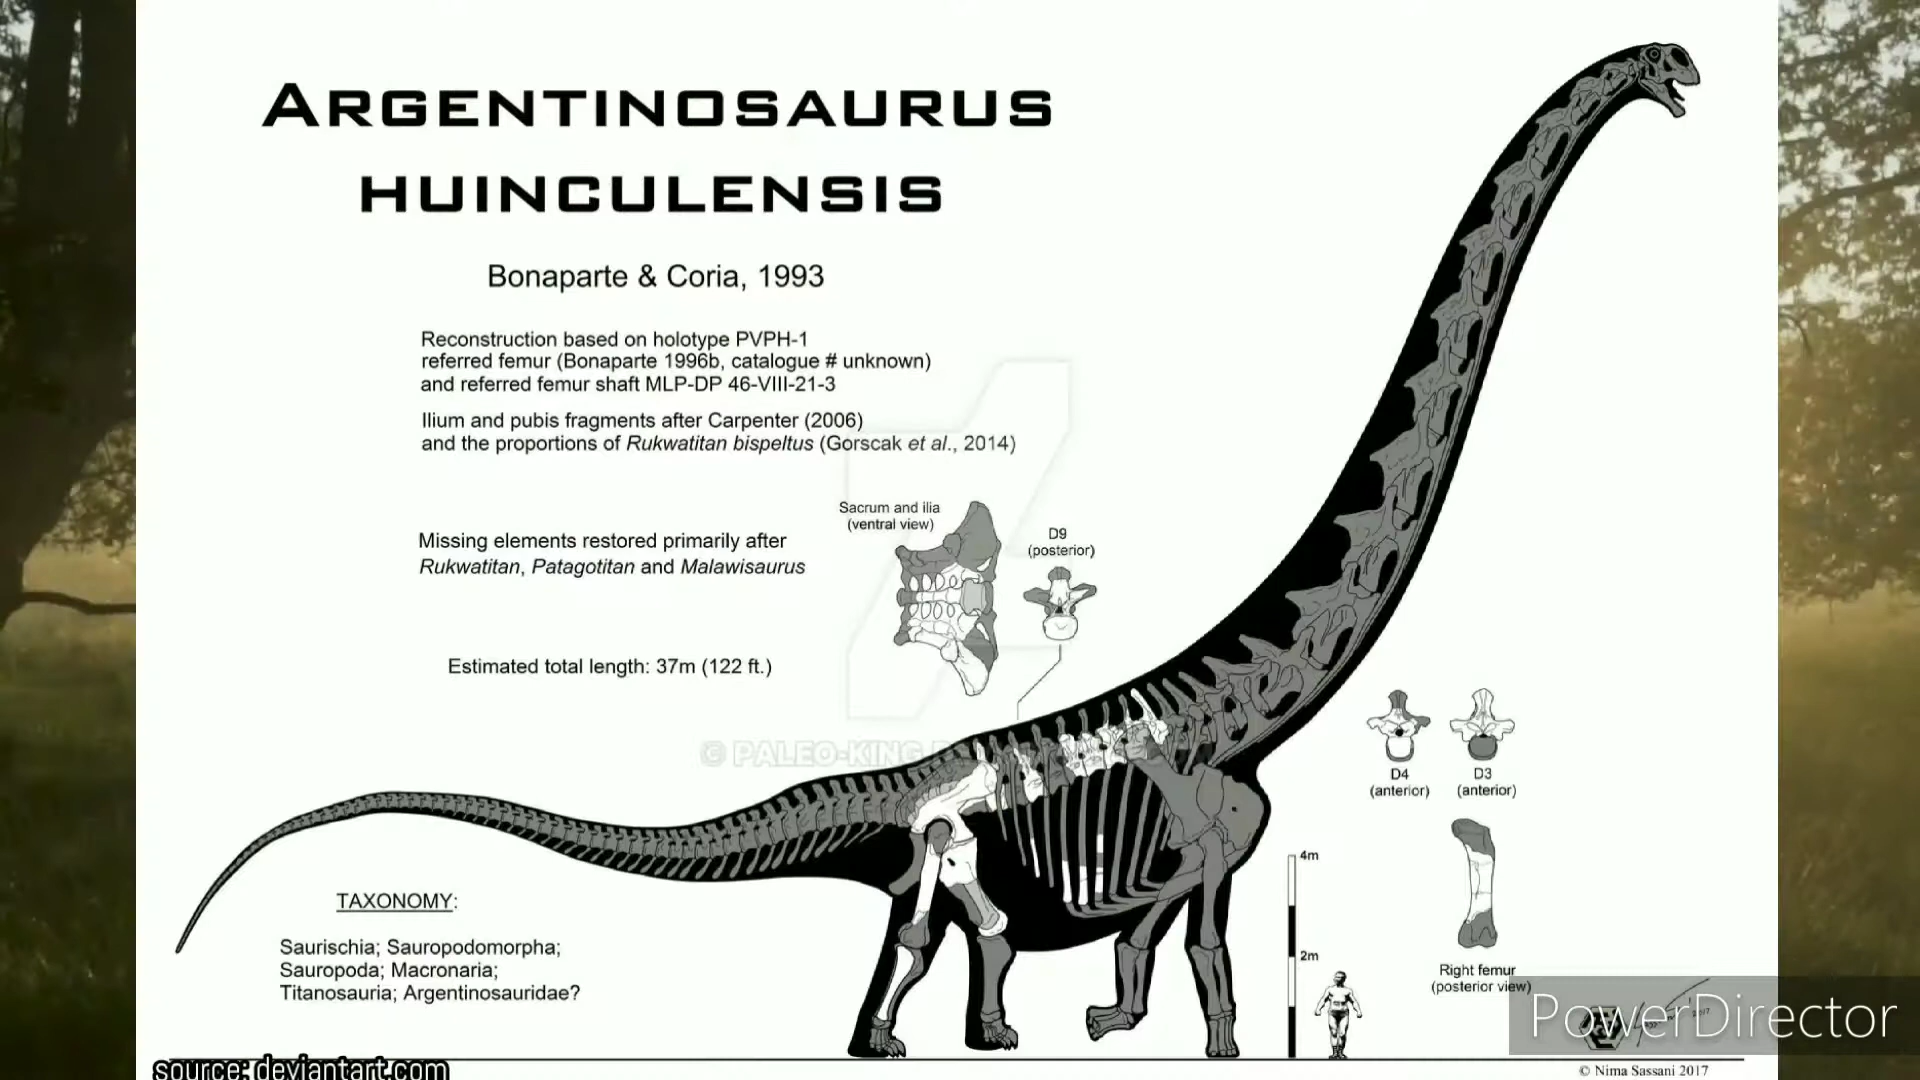 ARGENTINOSAURUS
HUINCULENSIS
Bonaparte & Coria, 1993
Reconstruction based on holotype PVPH-1
referred femur (Bonaparte 1996b, catalogue # unknown)
and referred femur shaft MLP-DP 46-VIII-21-3
Ilium and pubis fragments after Carpenter (2006)
and the proportions of Rukwatitan bispeltus (Gorscak et al., 2014)
Sacrum and ilia
(ventral view)
D9
(posterior)
Missing elements restored primarily after
Rukwatitan, Patagotitan and Malawisaurus
Estimated total length: 37m (122 ft.)
© PALEO-KING
D4
(anterior)
D3
(anterior)
4m
2m
Right femur
(posterior view)
TAXONOMY:
Saurischia; Sauropodomorpha;
Sauropoda; Macronaria;
Titanosauria; Argentinosauridae?
PowerDirector
source: deviantart.com
© Nima Sassani 2017